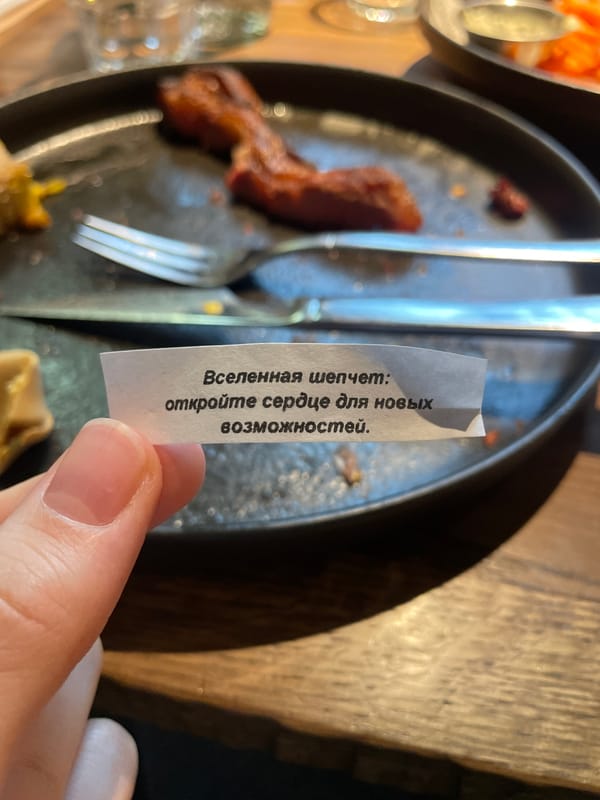 Вселенная шепчет:
откройте сердце для новых
возможностей.